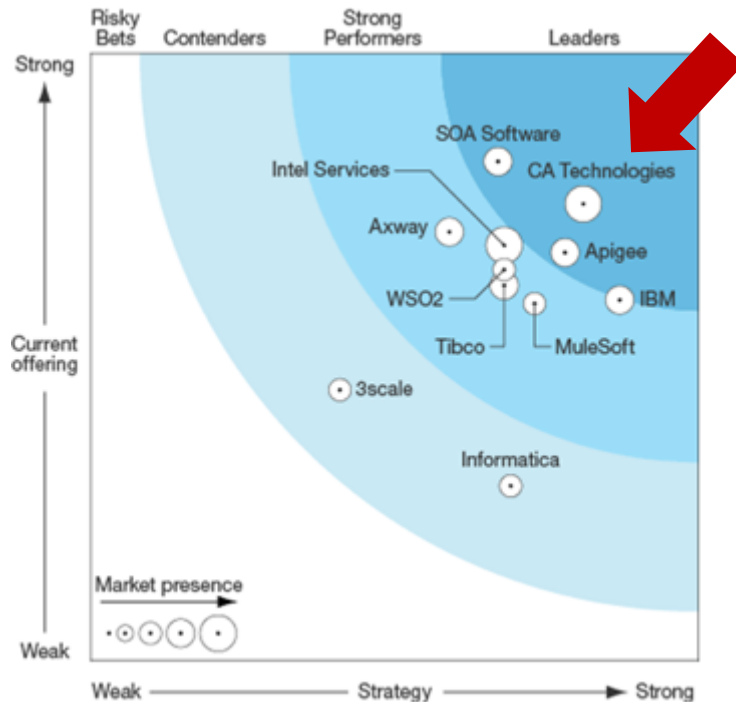 Risky
Bets
Contenders
Strong
Performers
Leaders
Strong
SOA Software
CA Technologies
Intel Services
Axway
Apigee
WSO2
IBM
Tibco
MuleSoft
Current
offering
3scale
Informatica
Market presence
Weak
Weak
Strategy
Strong